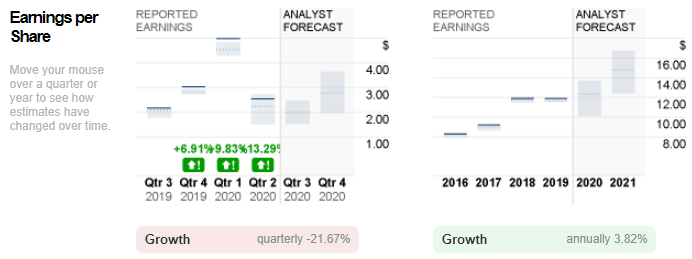 Earnings per
Share
Move your mouse
over a quarter or
year to see how
estimates have
changed over time.
REPORTED
EARNINGS
ANALYST
FORECAST
$
4.00
3.00
2.00
1.00
+6.91%
+9.83%
+13.29%
Qtr 3
2019
Qtr 4
2019
Qtr 1
2020
Qtr 2
2020
Qtr 3
2020
Qtr 4
2020
Growth
quarterly -21.67%
REPORTED
EARNINGS
ANALYST
FORECAST
$
16.00
14.00
12.00
10.00
8.00
2016 2017 2018 2019 2020 2021
Growth
annually 3.82%